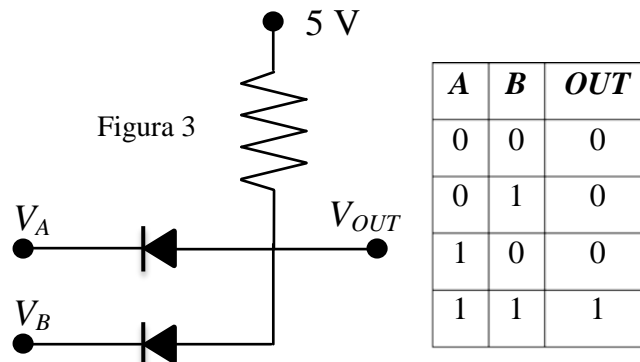 5 V
Figura 3
V_A
V_OUT
V_B
A B OUT
0 0 0
0 1 0
1 0 0
1 1 1